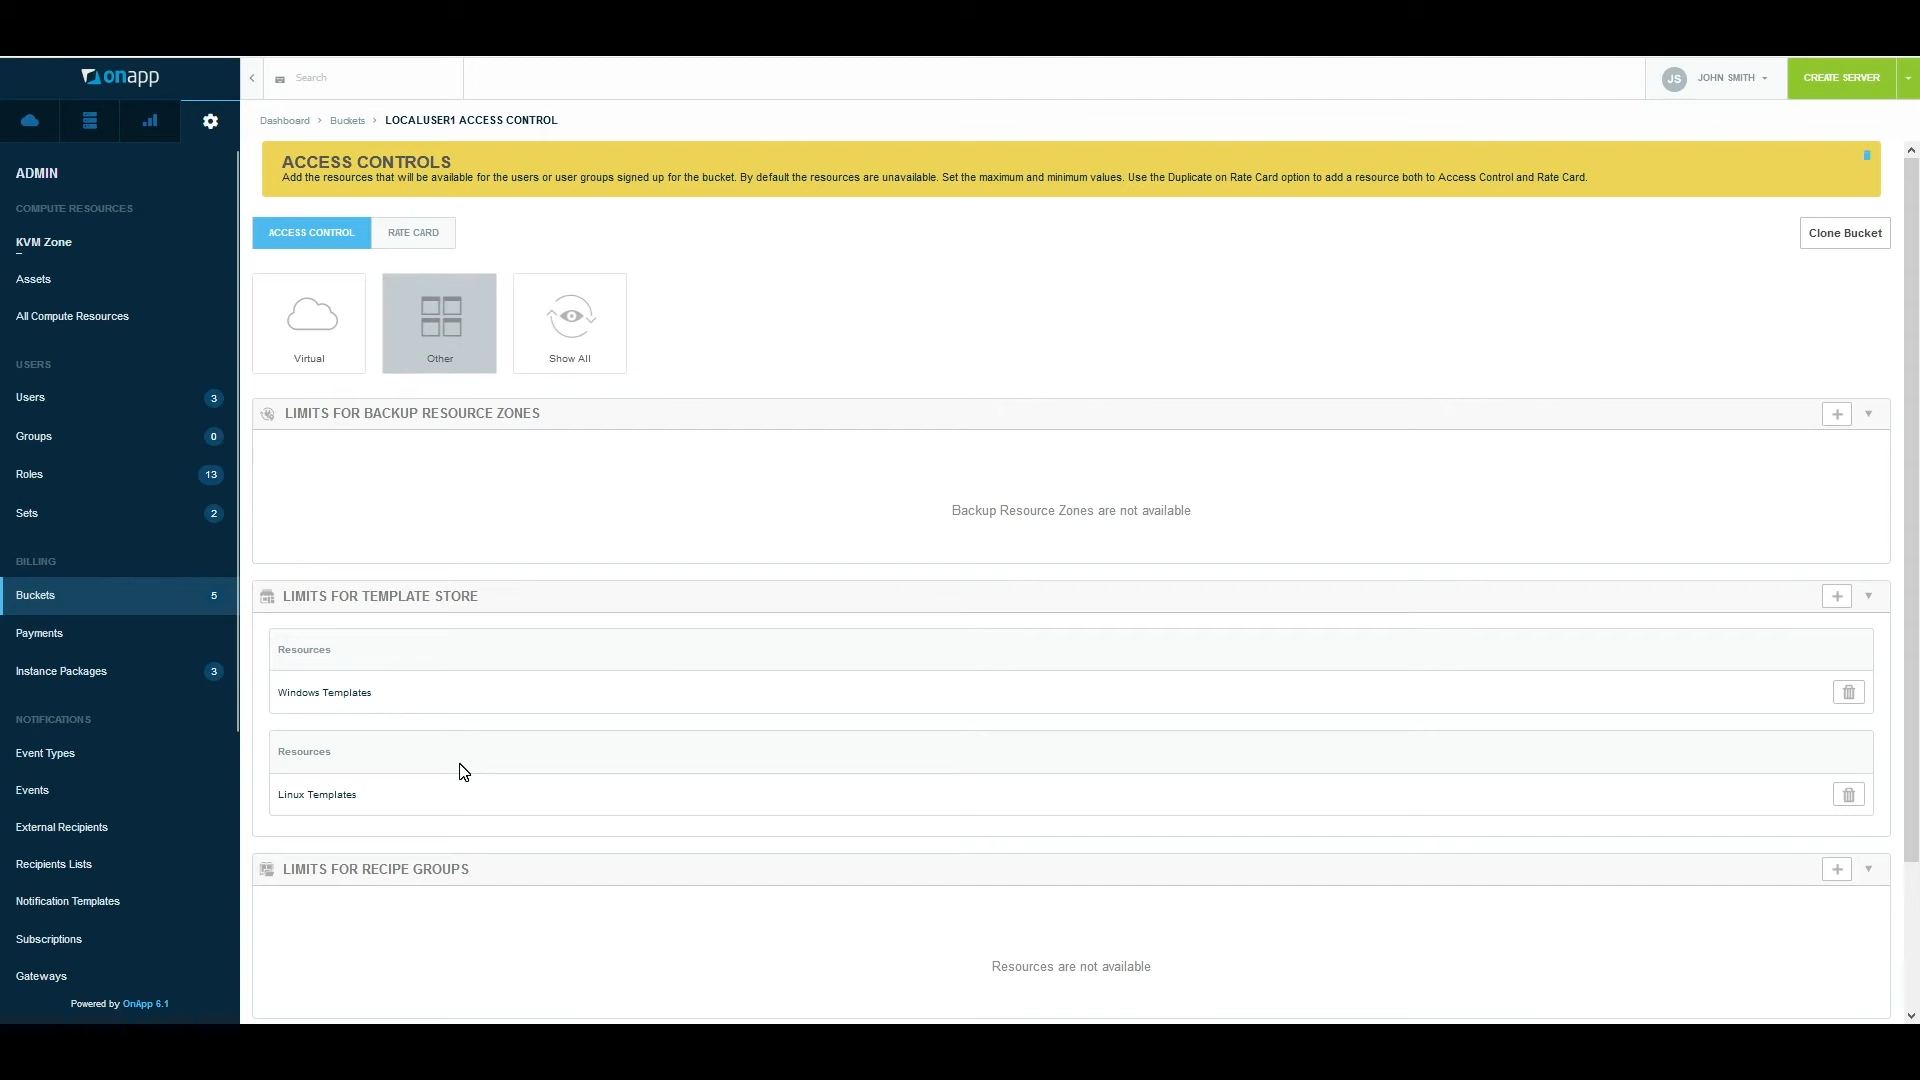 onapp
Search
JS
JOHN SMITH
CREATE SERVER
Dashboard > Buckets > LOCALUSER1 ACCESS CONTROL
ADMIN
COMPUTE RESOURCES
KVM Zone
Assets
All Compute Resources
USERS
Users 3
Groups 0
Roles 13
Sets 2
BILLING
Buckets 5
Payments
Instance Packages 3
NOTIFICATIONS
Event Types
Events
External Recipients
Recipients Lists
Notification Templates
Subscriptions
Gateways
Powered by OnApp 6.1
ACCESS CONTROLS
Add the resources that will be available for the users or user groups signed up for the bucket. By default the resources are unavailable. Set the maximum and minimum values. Use the Duplicate on Rate Card option to add a resource both to Access Control and Rate Card.
ACCESS CONTROL
RATE CARD
Clone Bucket
Virtual
Other
Show All
LIMITS FOR BACKUP RESOURCE ZONES
Backup Resource Zones are not available
LIMITS FOR TEMPLATE STORE
Resources
Windows Templates
Resources
Linux Templates
LIMITS FOR RECIPE GROUPS
Resources are not available